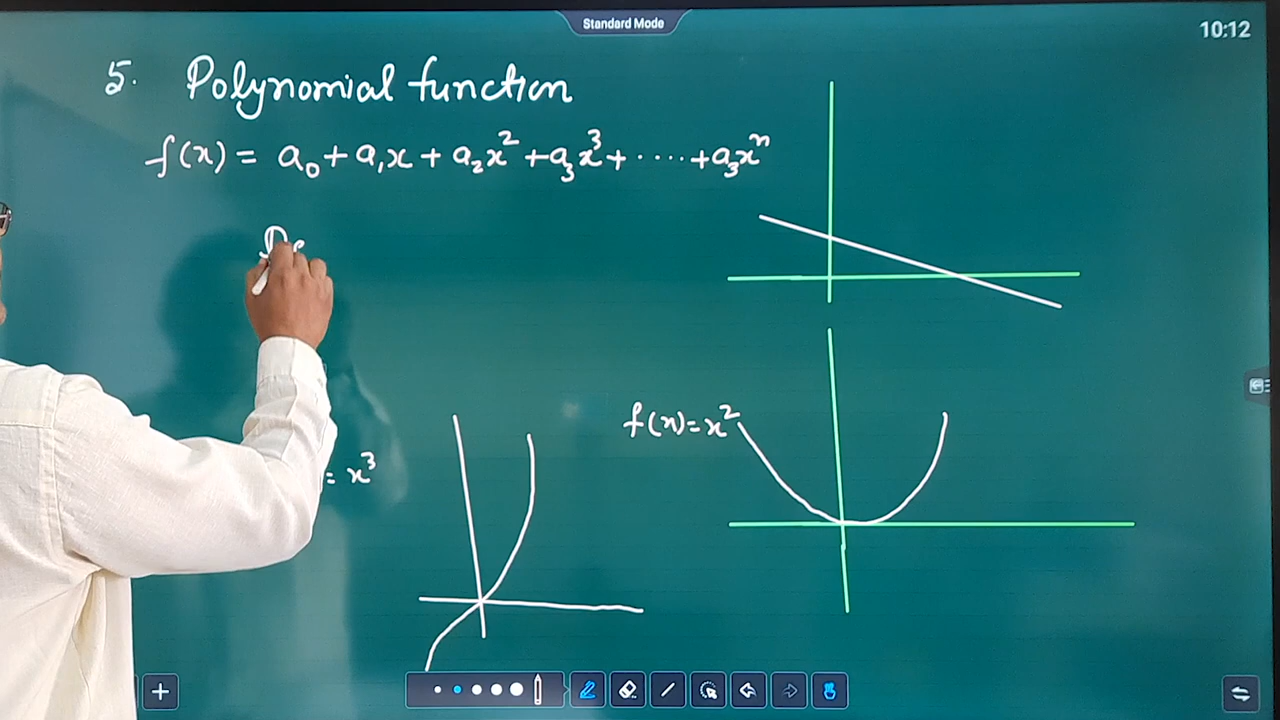 Standard Mode
10:12
5. Polynomial function
f(x) = a₀ + a₁x + a₂x² + a₃x³ + ····· + a₃xⁿ
f(x) = x²
= x³